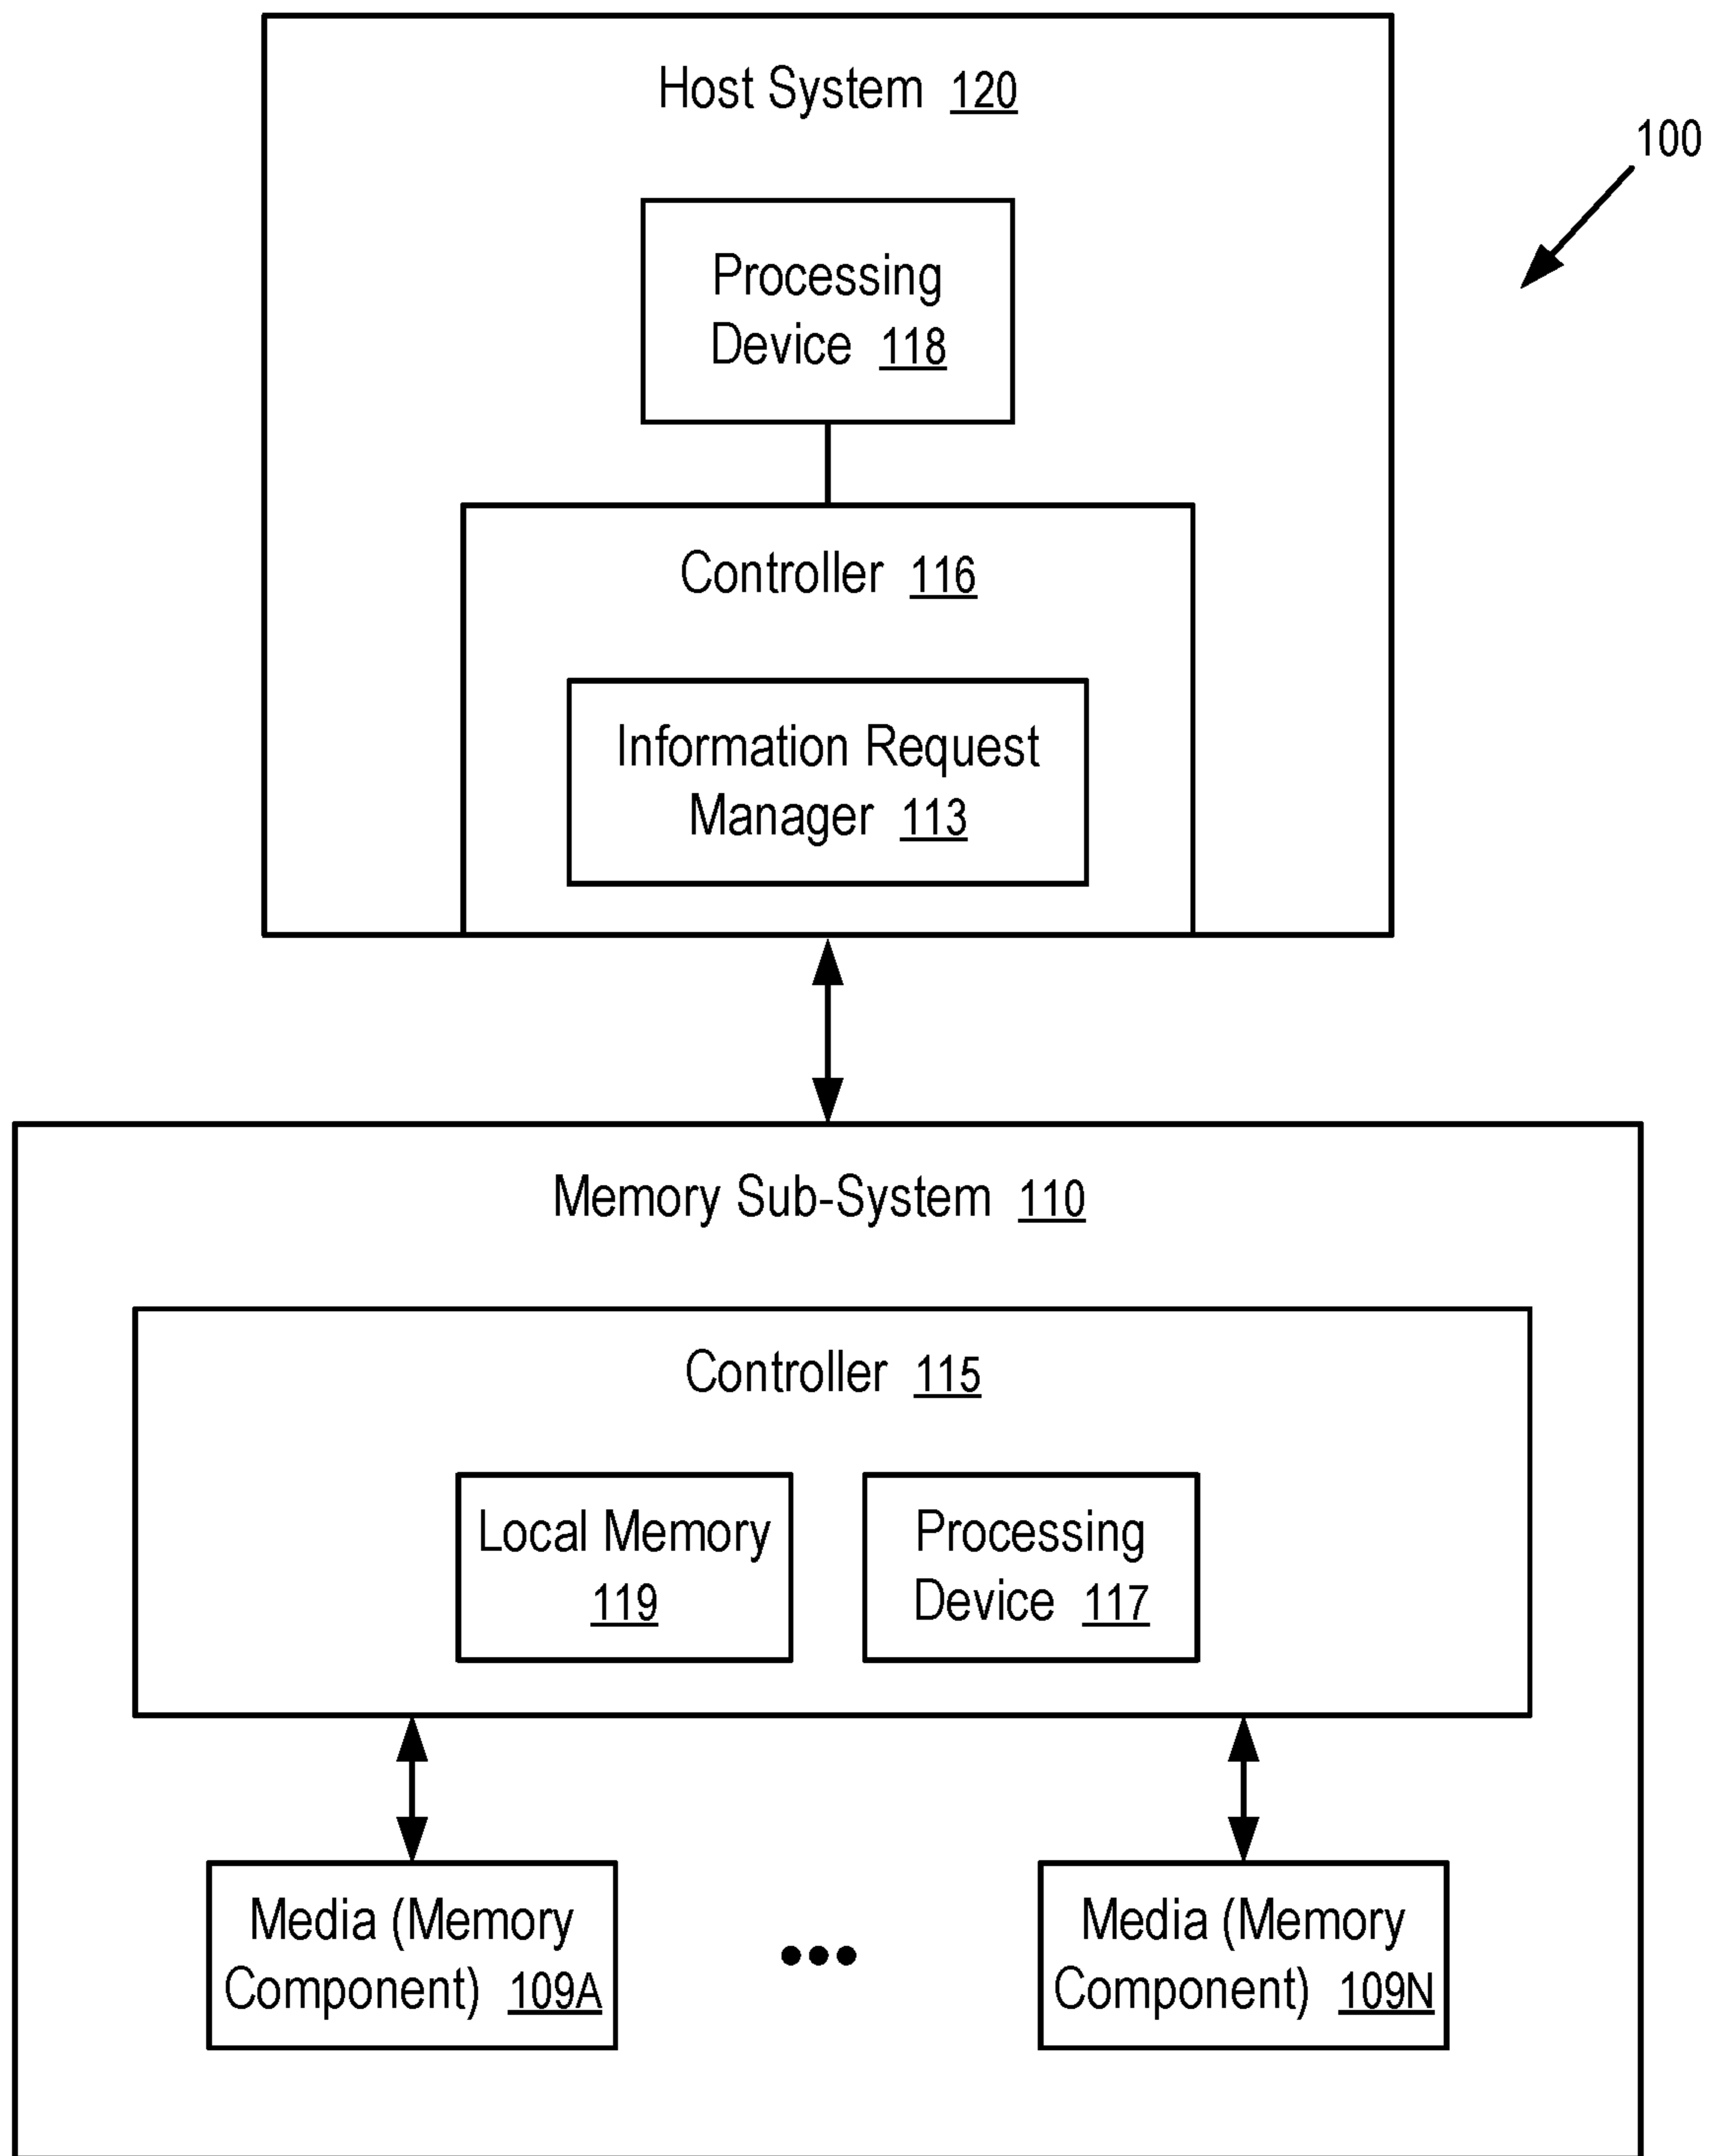 Host System 120
100
Processing
Device 118
Controller 116
Information Request
Manager 113
Memory Sub-System 110
Controller 115
Local Memory
119
Processing
Device 117
Media (Memory
Component) 109A
Media (Memory
Component) 109N